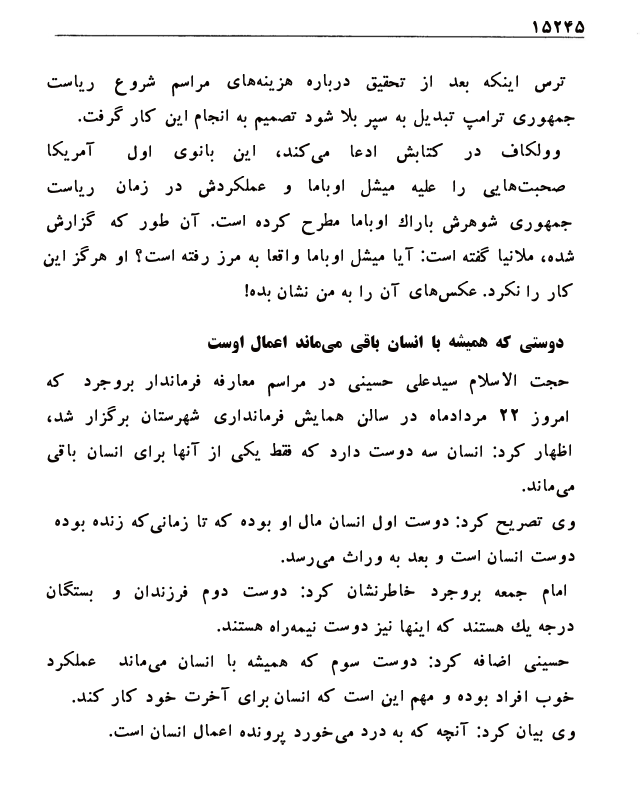 ۱۵۲۴۵
ترس اینکه بعد از تحقیق درباره هزینه‌های مراسم شروع ریاست
جمهوری ترامپ تبدیل به سپر بلا شود تصمیم به انجام این کار گرفت.
وولکاف در کتابش ادعا می‌کند، این بانوی اول آمریکا
صحبت‌هایی را علیه میشل اوباما و عملکردش در زمان ریاست
جمهوری شوهرش باراك اوباما مطرح کرده است. آن طور که گزارش
شده، ملانیا گفته است: آیا میشل اوباما واقعا به مرز رفته است؟ او هرگز این
کار را نکرد. عکس‌های آن را به من نشان بده!
دوستی که همیشه با انسان باقی می‌ماند اعمال اوست
حجت الاسلام سیدعلی حسینی در مراسم معارفه فرماندار بروجرد که
امروز ۲۲ مردادماه در سالن همایش فرمانداری شهرستان برگزار شد،
اظهار کرد: انسان سه دوست دارد که فقط یکی از آنها برای انسان باقی
می‌ماند.
وی تصریح کرد: دوست اول انسان مال او بوده که تا زمانی‌که زنده بوده
دوست انسان است و بعد به وراث می‌رسد.
امام جمعه بروجرد خاطرنشان کرد: دوست دوم فرزندان و بستگان
درجه یك هستند که اینها نیز دوست نیمه‌راه هستند.
حسینی اضافه کرد: دوست سوم که همیشه با انسان می‌ماند عملکرد
خوب افراد بوده و مهم این است که انسان برای آخرت خود کار کند.
وی بیان کرد: آنچه که به درد می‌خورد پرونده اعمال انسان است.